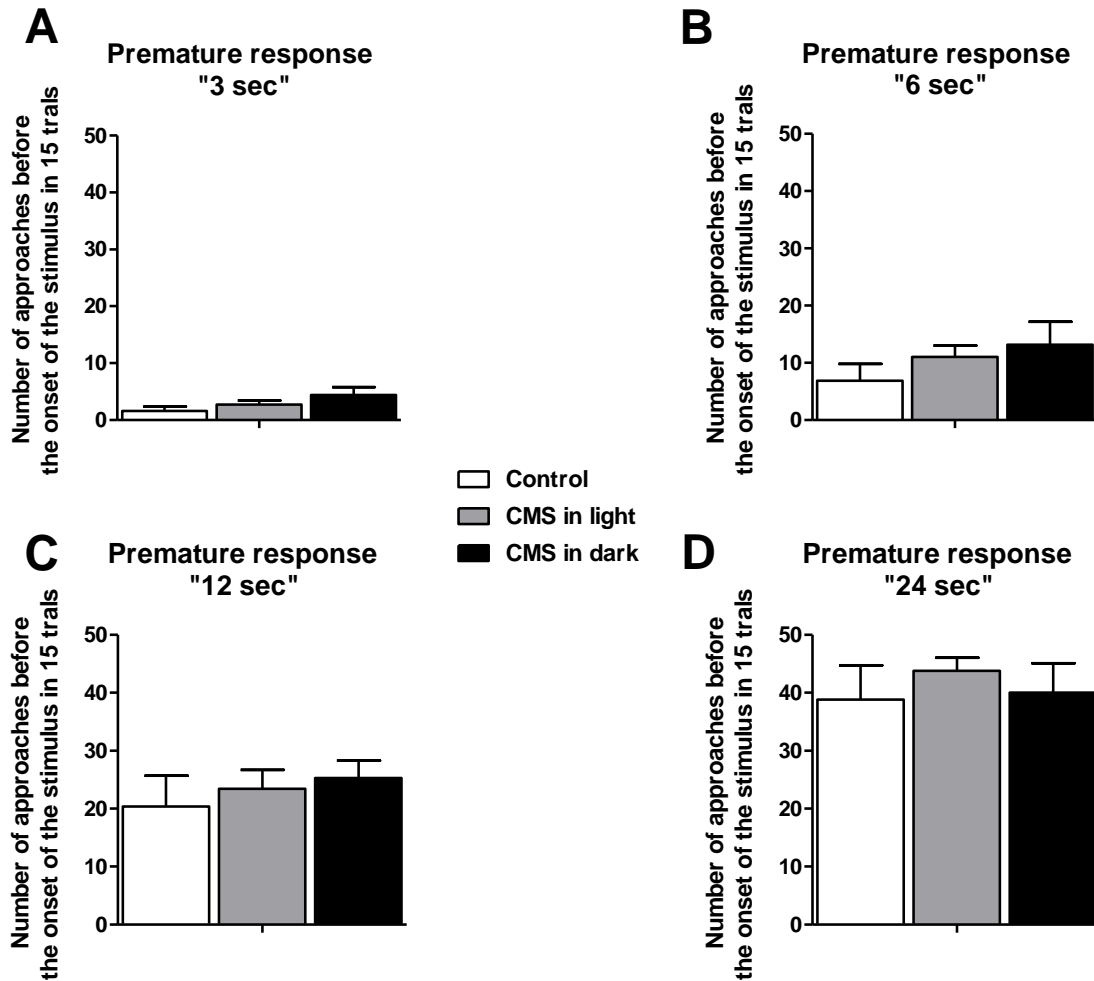 A
Premature response
"3 sec"
Number of approaches before
the onset of the stimulus in 15 trals
50
40
30
20
10
0
B
Premature response
"6 sec"
Number of approaches before
the onset of the stimulus in 15 trals
50
40
30
20
10
0
Control
CMS in light
CMS in dark
C
Premature response
"12 sec"
Number of approaches before
the onset of the stimulus in 15 trals
50
40
30
20
10
0
D
Premature response
"24 sec"
Number of approaches before
the onset of the stimulus in 15 trals
50
40
30
20
10
0